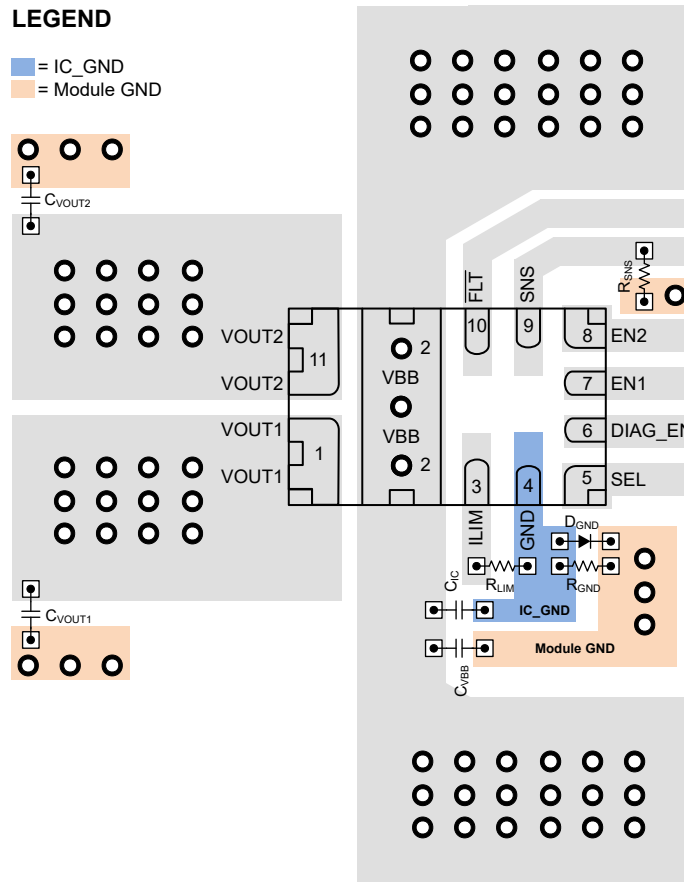 LEGEND
= IC_GND
= Module GND
CVOUT2
RSNS
FLT
SNS
10
9
8
EN2
VOUT2
2
11
VBB
7
EN1
VOUT2
VOUT1
VBB
6
DIAG_EN
1
2
VOUT1
3
4
5
SEL
ILIM
GND
DGND
CIC
RLIM
RGND
IC_GND
CVOUT1
Module GND
CVBB